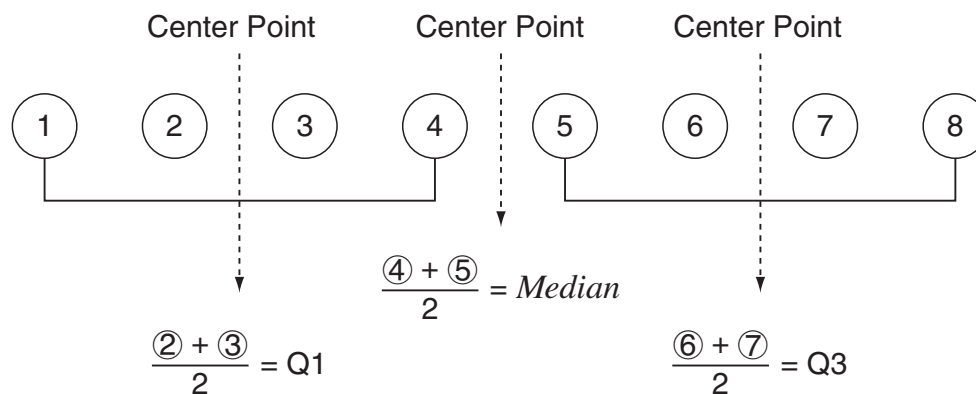 Center Point Center Point Center Point
1 2 3 4 5 6 7 8
④ + ⑤
2
= Median
② + ③
2
= Q1
⑥ + ⑦
2
= Q3